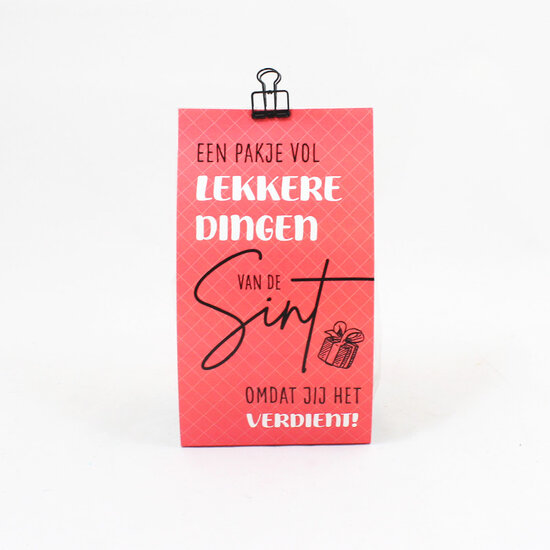 EEN PAKJE VOL
LEKKERE
DINGEN
VAN DE
Sint
OMDAT JIJ HET
VERDIENT!